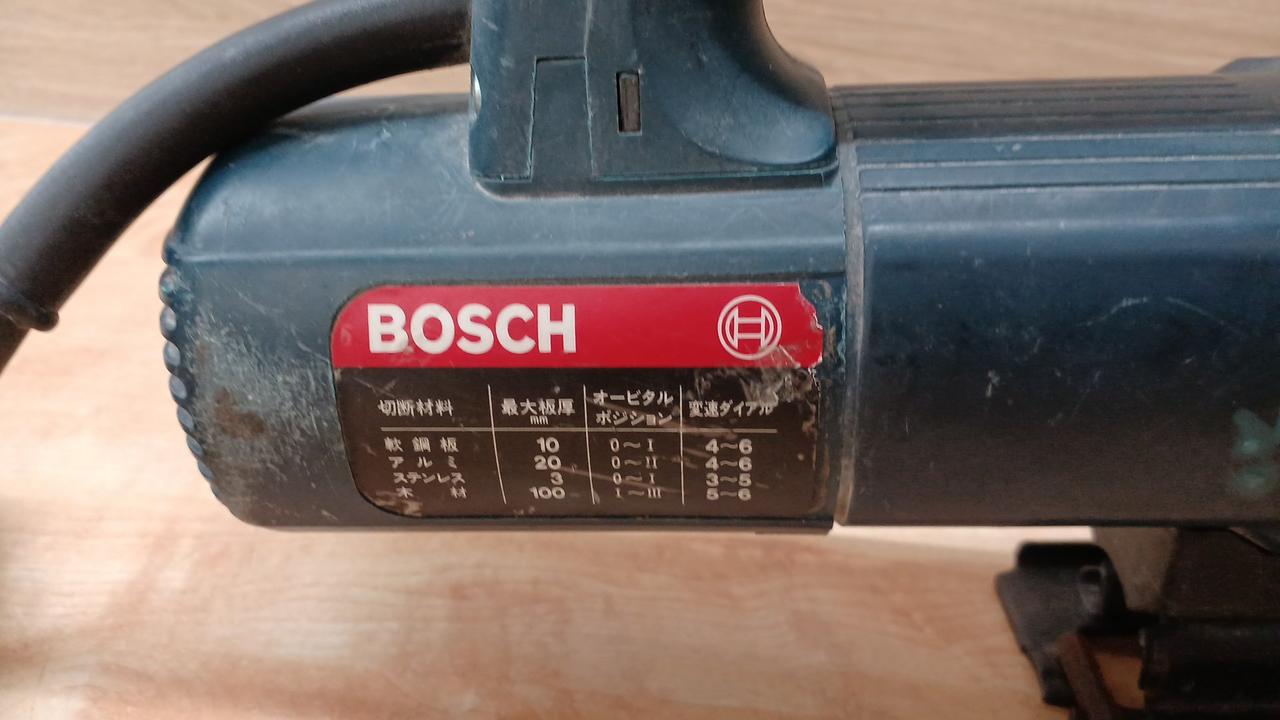 BOSCH
切断材料 最大板厚 mm オービタル ポジション 変速ダイアル
軟鋼板 10 0~I 4~6
アルミ 20 0~II 4~6
ステンレス 3 0~I 3~5
木材 100 I~III 5~6